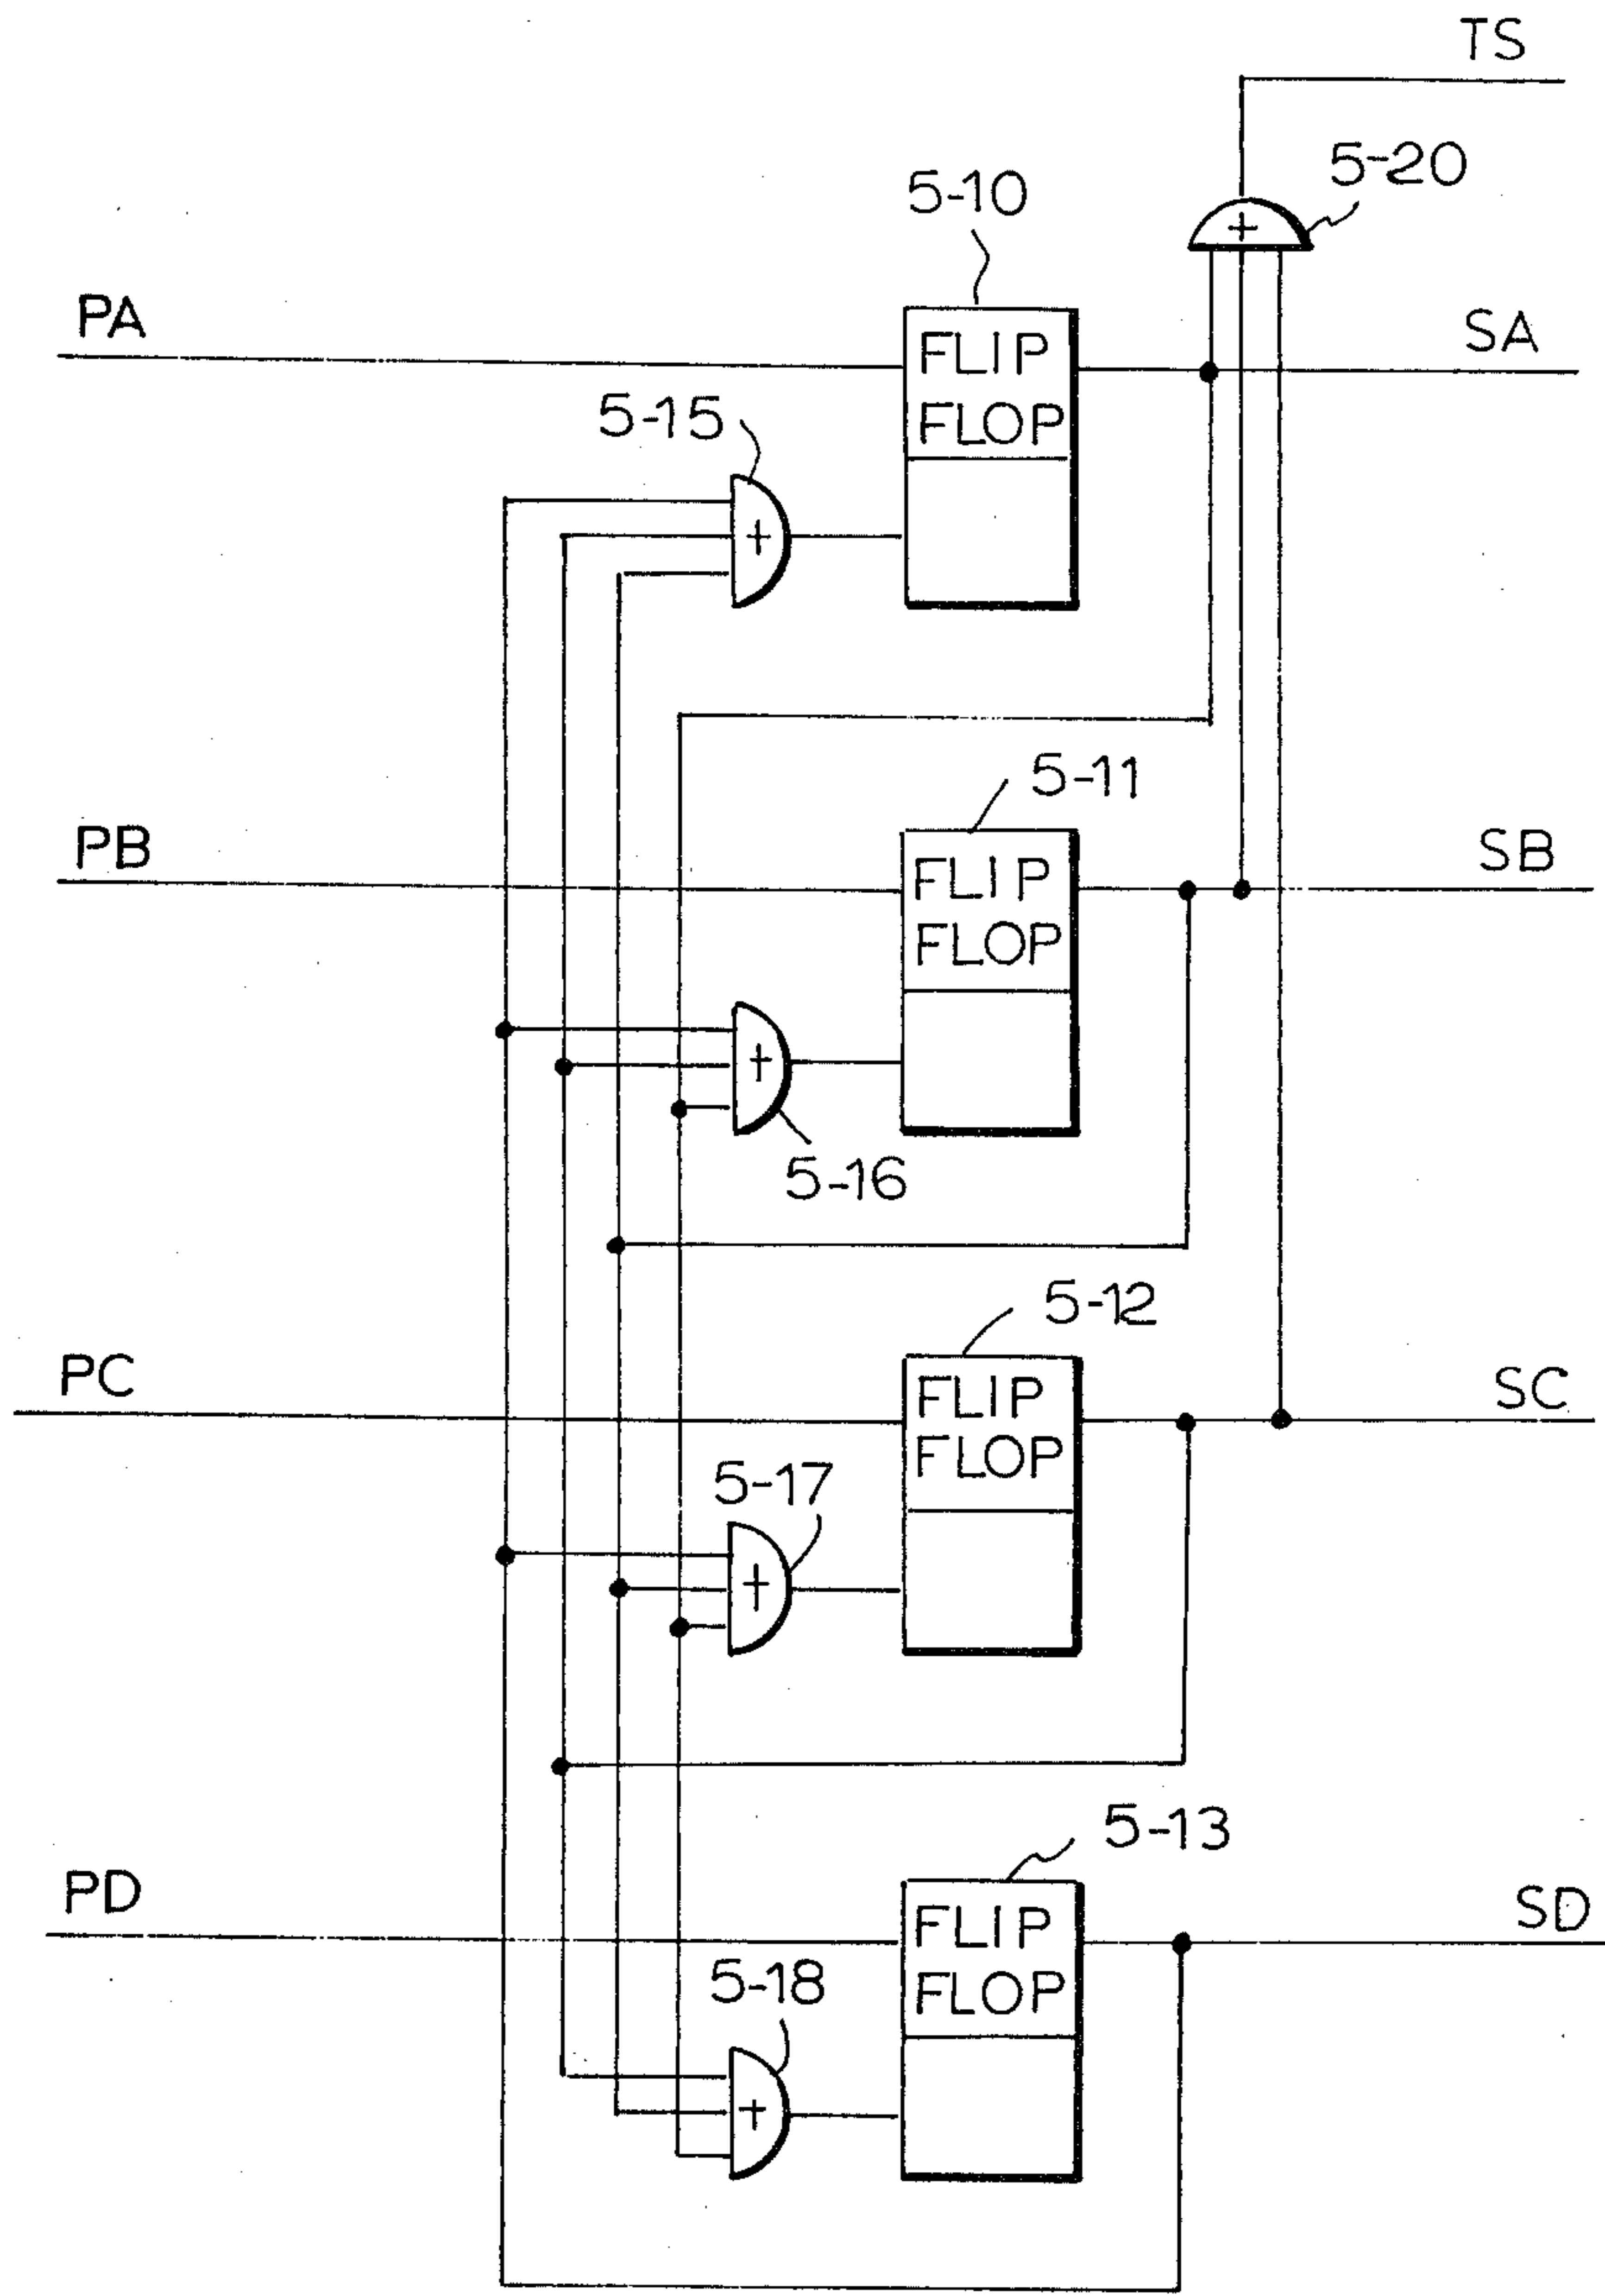 TS
5-20
5-10
PA
FLIP
FLOP
SA
5-15
+
+
5-11
PB
FLIP
FLOP
SB
+
5-16
5-12
PC
FLIP
FLOP
SC
5-17
+
5-13
PD
FLIP
FLOP
SD
5-18
+